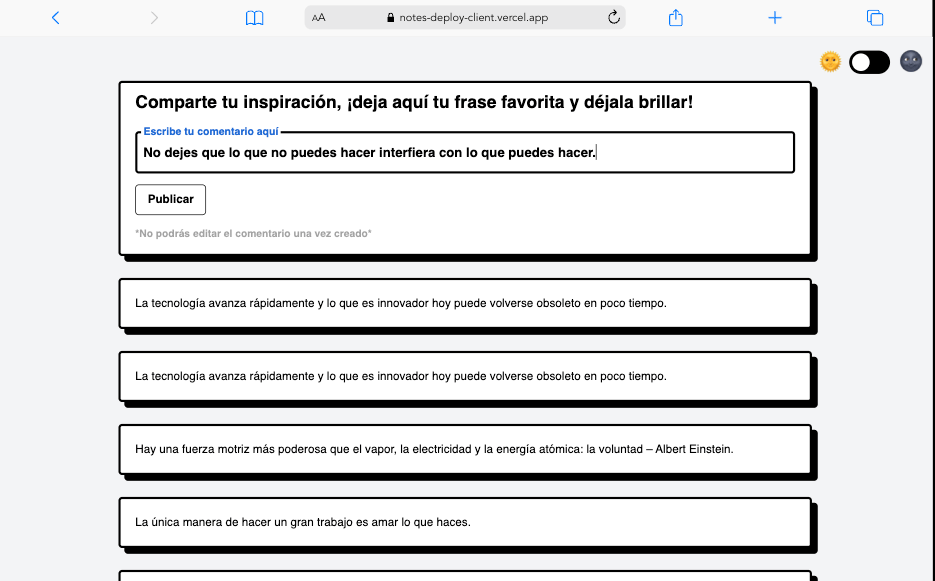 AA
notes-deploy-client.vercel.app
Comparte tu inspiración, ¡deja aquí tu frase favorita y déjala brillar!
Escribe tu comentario aquí
No dejes que lo que no puedes hacer interfiera con lo que puedes hacer.
Publicar
*No podrás editar el comentario una vez creado*
La tecnología avanza rápidamente y lo que es innovador hoy puede volverse obsoleto en poco tiempo.
La tecnología avanza rápidamente y lo que es innovador hoy puede volverse obsoleto en poco tiempo.
Hay una fuerza motriz más poderosa que el vapor, la electricidad y la energía atómica: la voluntad – Albert Einstein.
La única manera de hacer un gran trabajo es amar lo que haces.